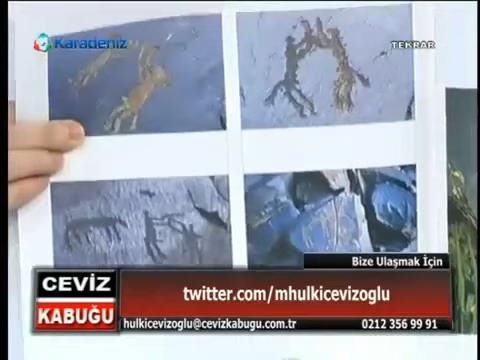 Karadeniz
TEKRAR
Bize Ulaşmak İçin
CEVİZ
KABUĞU
twitter.com/mhulkicevizoglu
hulkicevizoglu@cevizkabugu.com.tr
0212 356 99 91